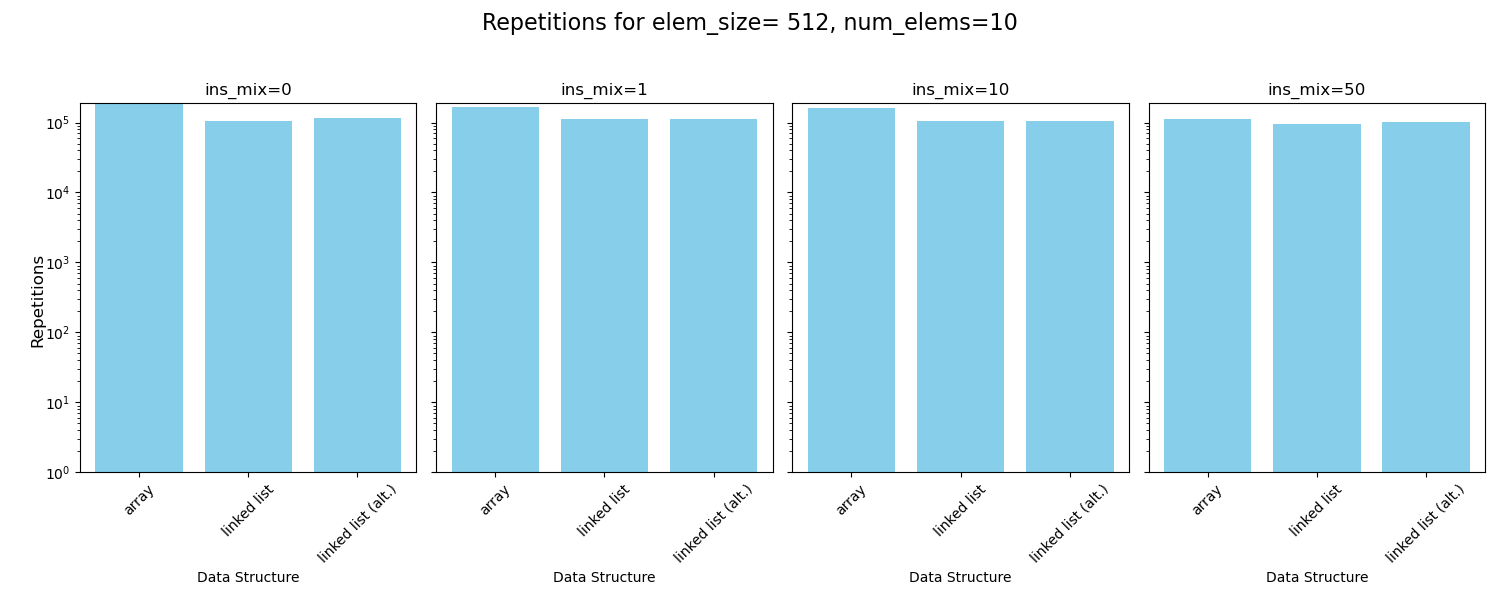 Repetitions for elem_size= 512, num_elems=10
ins_mix=0
ins_mix=1
ins_mix=10
ins_mix=50
Repetitions
10^5
10^4
10^3
10^2
10^1
10^0
array
linked list
linked list (alt.)
Data Structure
array
linked list
linked list (alt.)
Data Structure
array
linked list
linked list (alt.)
Data Structure
array
linked list
linked list (alt.)
Data Structure